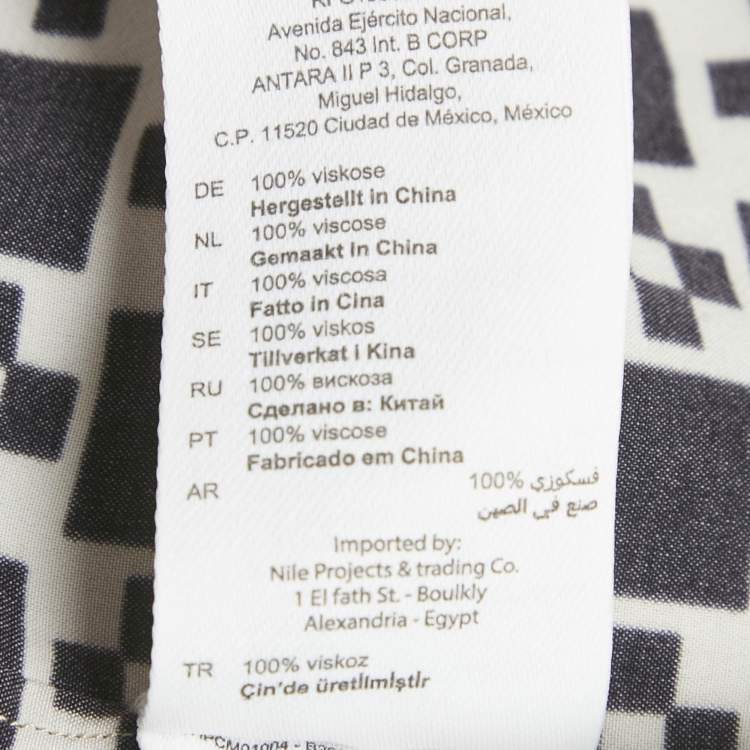 Avenida Ejército Nacional,
No. 843 Int. B CORP
ANTARA II P 3, Col. Granada,
Miguel Hidalgo,
C.P. 11520 Ciudad de México, México
DE 100% viskose
Hergestellt in China
NL 100% viscose
Gemaakt in China
IT 100% viscosa
Fatto in Cina
SE 100% viskos
Tillverkat i Kina
RU 100% вискоза
Сделано в: Китай
PT 100% viscose
Fabricado em China
AR فسكوزي 100%
صنع في الصين
Imported by:
Nile Projects & trading Co.
1 El fath St. - Boulkly
Alexandria - Egypt
TR 100% viskoz
Çin'de üretilmiştir